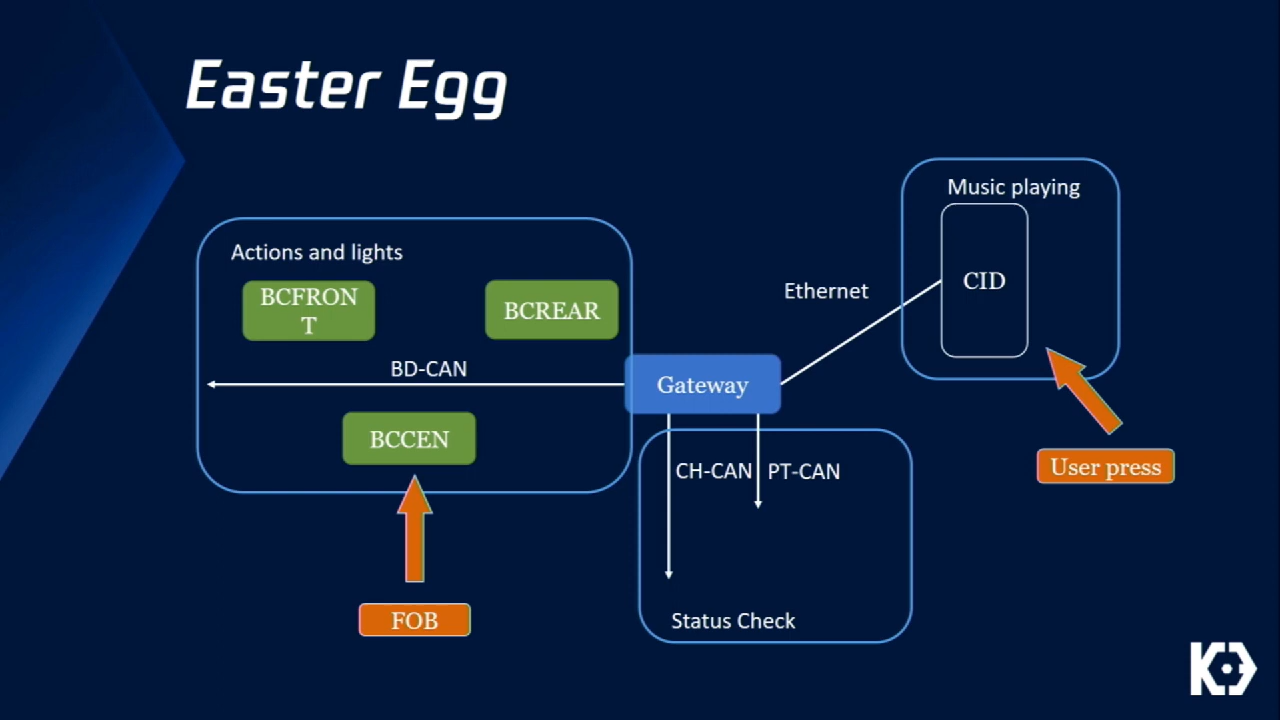 Easter Egg
Music playing
CID
Actions and lights
BCFRON
T
BCREAR
Ethernet
BD-CAN
Gateway
BCCEN
CH-CAN
PT-CAN
User press
FOB
Status Check